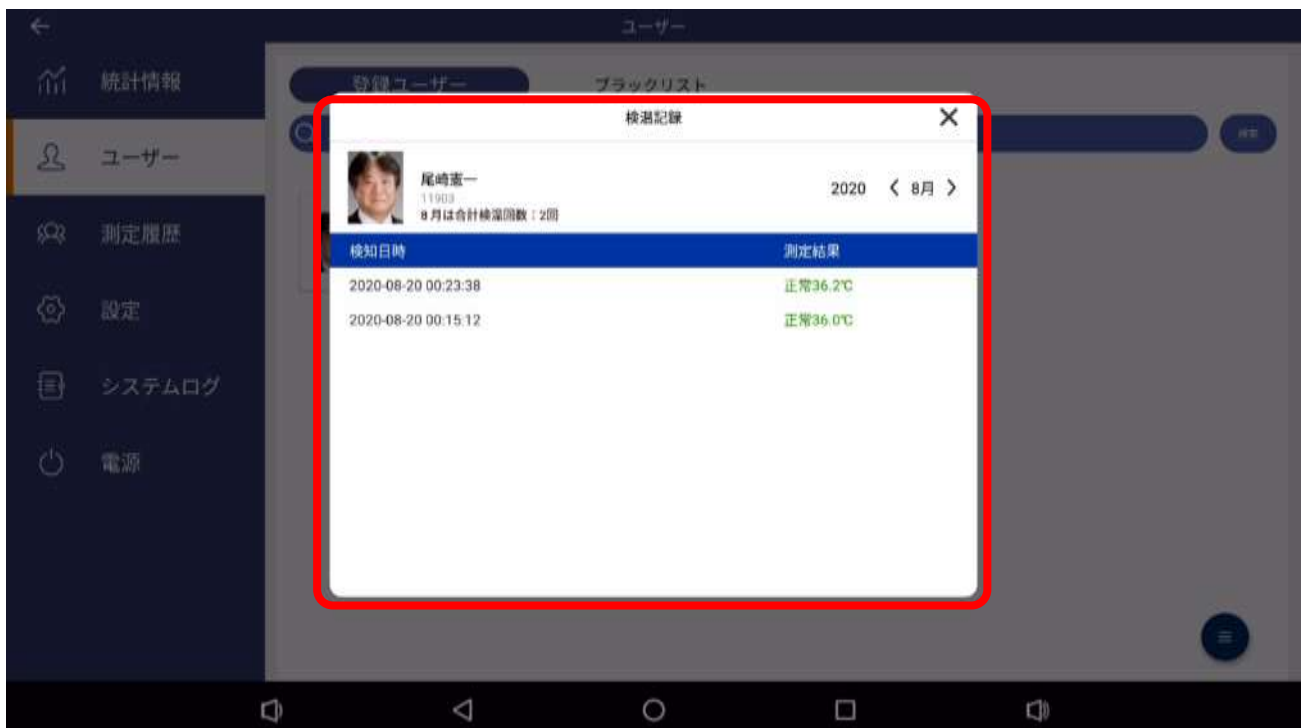 ユーザー
統計情報
ユーザー
測定履歴
設定
システムログ
電源
登録ユーザー
ブラックリスト
検温記録
尾崎憲一
11903
8月は合計検温回数：2回
2020
8月
検知日時
測定結果
2020-08-20 00:23:38
正常36.2℃
2020-08-20 00:15:12
正常36.0℃